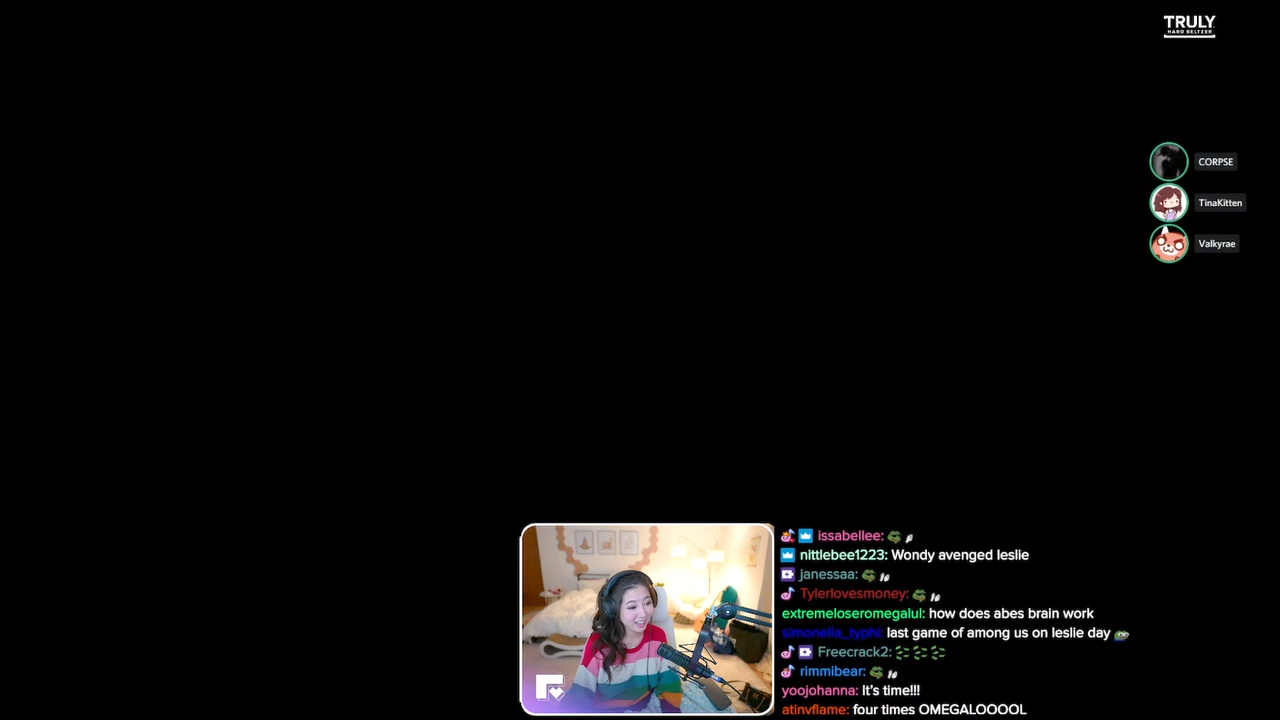 TRULY
HARD SELTZER
CORPSE
TinaKitten
Valkyrae
issabellee:
nittlebee1223: Wondy avenged leslie
janessaa:
Tylerlovesmoney:
extremeloseromegalul: how does abes brain work
simonella_typhi: last game of among us on leslie day
Freecrack2:
rimmibear:
yoojohanna: It's time!!!
atinvflame: four times OMEGALOOOOL